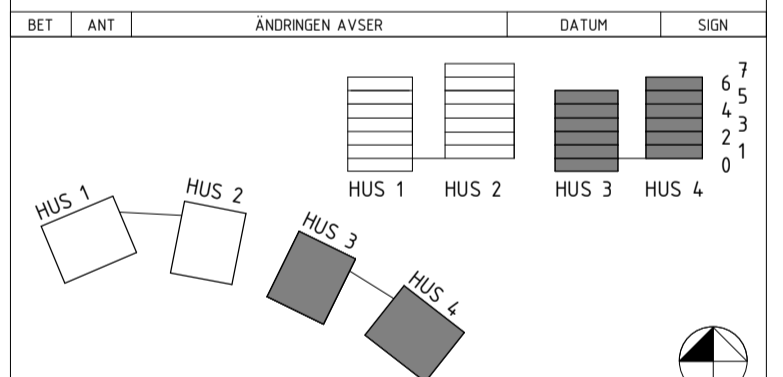 BET ANT ÄNDRINGEN AVSER DATUM SIGN
7
6
5
4
3
2
1
0
HUS 1 HUS 2 HUS 3 HUS 4
HUS 1
HUS 2
HUS 3
HUS 4